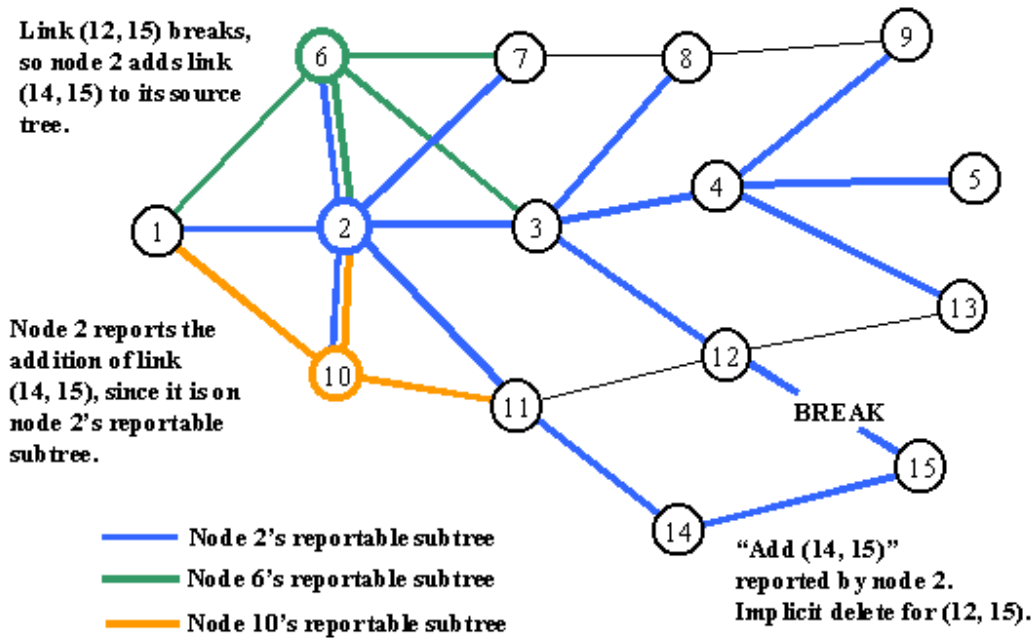 Link (12, 15) breaks,
so node 2 adds link
(14, 15) to its source
tree.
6
7
8
9
1
2
3
4
5
10
11
12
13
14
15
BREAK
Node 2 reports the
addition of link
(14, 15), since it is on
node 2’s reportable
subtree.
Node 2's reportable subtree
Node 6's reportable subtree
Node 10's reportable subtree
“Add (14, 15)”
reported by node 2.
Implicit delete for (12, 15).